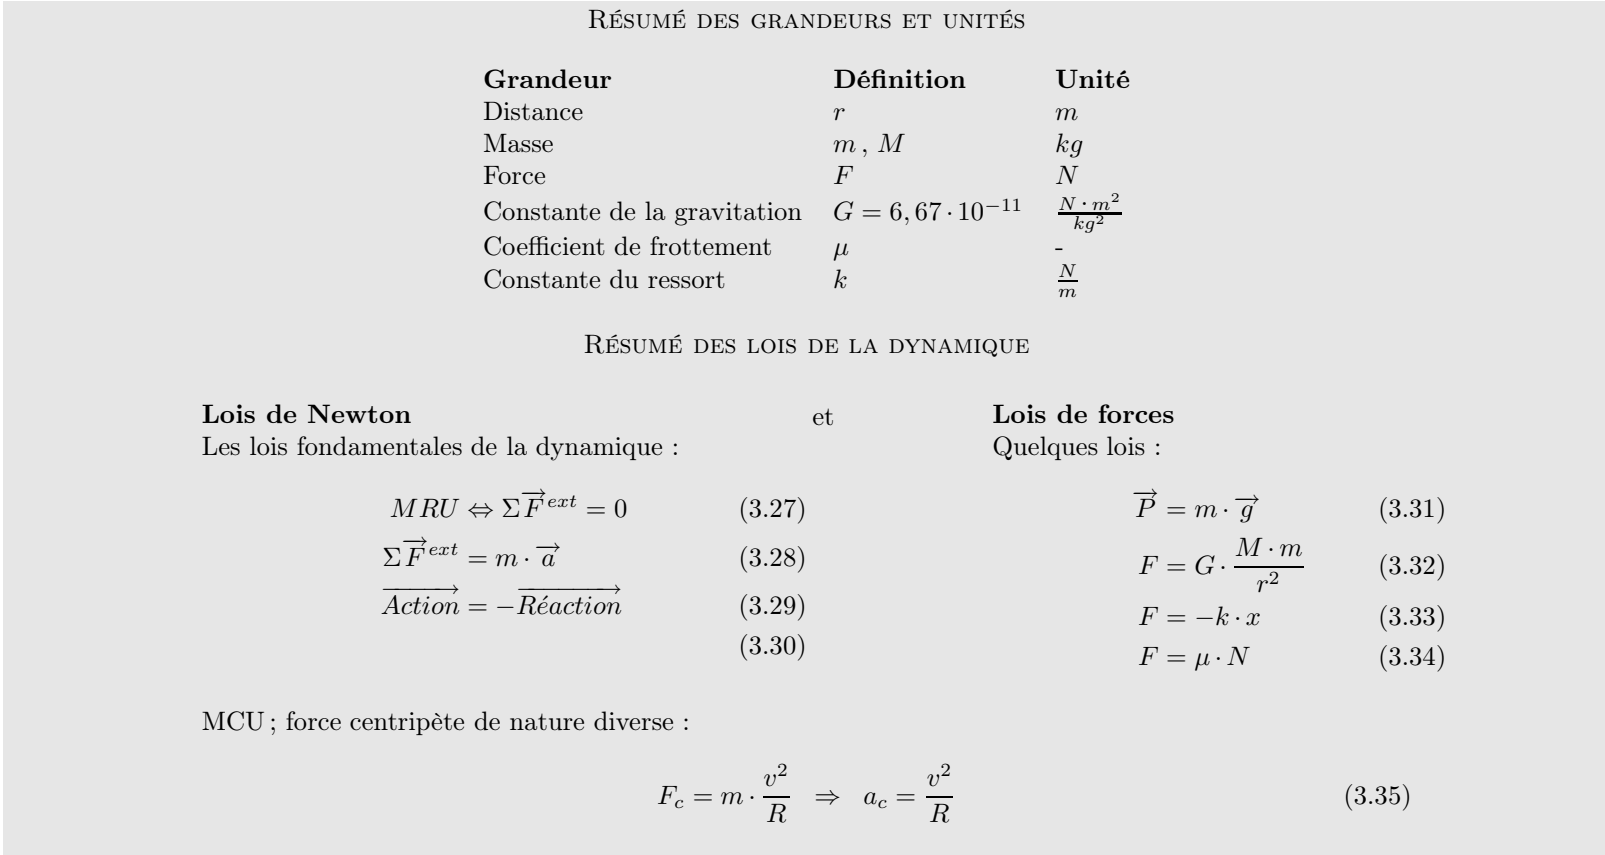 RÉSUMÉ DES GRANDEURS ET UNITÉS
Grandeur Définition Unité
Distance r m
Masse m , M kg
Force F N
Constante de la gravitation G = 6, 67 · 10⁻¹¹ N · m²/kg²
Coefficient de frottement μ -
Constante du ressort k N/m
RÉSUMÉ DES LOIS DE LA DYNAMIQUE
Lois de Newton et Lois de forces
Les lois fondamentales de la dynamique :
MRU ⇔ ΣF⃗ᵉˣᵗ = 0 (3.27)
ΣF⃗ᵉˣᵗ = m · a⃗ (3.28)
\overrightarrow{Action} = −\overrightarrow{Réaction} (3.29)
(3.30)
Quelques lois :
P⃗ = m · g⃗ (3.31)
F = G · M · m/r² (3.32)
F = −k · x (3.33)
F = μ · N (3.34)
MCU ; force centripète de nature diverse :
F_c = m · v²/R ⇒ a_c = v²/R (3.35)